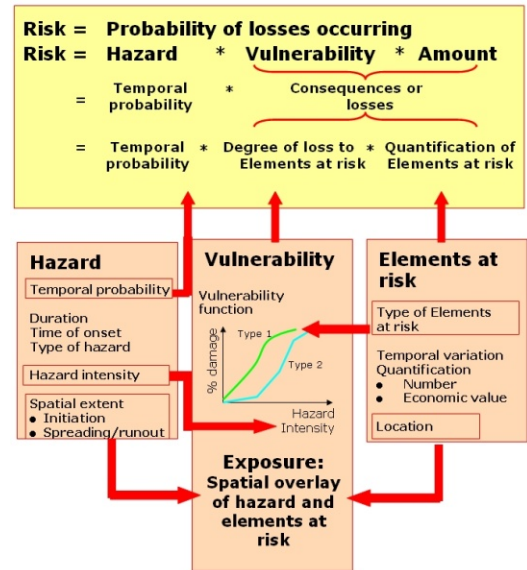 Risk = Probability of losses occurring
Risk = Hazard * Vulnerability * Amount
= Temporal probability * Consequences or losses
= Temporal probability * Degree of loss to Elements at risk * Quantification of Elements at risk
Hazard
Temporal probability
Duration
Time of onset
Type of hazard
Hazard intensity
Spatial extent
• Initiation
• Spreading/runout
Vulnerability
Vulnerability
function
% damage
Type 1
Type 2
Hazard
Intensity
Exposure:
Spatial overlay
of hazard and
elements at
risk
Elements at
risk
Type of Elements
at risk
Temporal variation
Quantification
• Number
• Economic value
Location